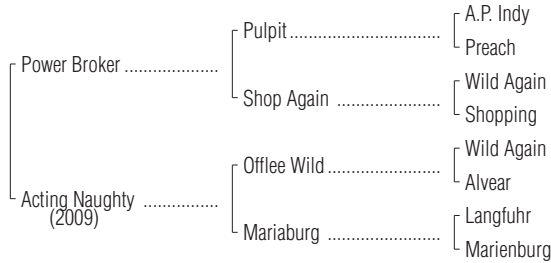 A.P. Indy
Pulpit..............................
Preach
Power Broker ...................
Wild Again
Shop Again ....................
Shopping
Wild Again
Offlee Wild......................
Alvear
Acting Naughty ...............
(2009)
Langfuhr
Mariaburg ......................
Marienburg